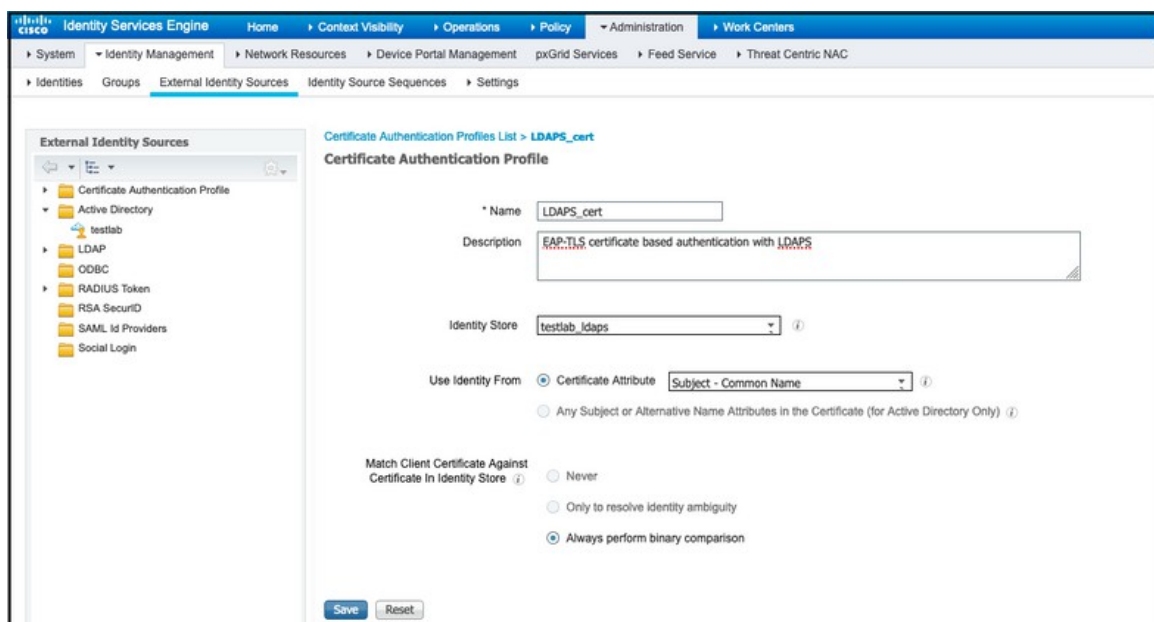 CISCO Identity Services Engine Home Context Visibility Operations Policy Administration Work Centers
System Identity Management Network Resources Device Portal Management pxGrid Services Feed Service Threat Centric NAC
Identities Groups External Identity Sources Identity Source Sequences Settings
External Identity Sources
Certificate Authentication Profile
Active Directory
testlab
LDAP
ODBC
RADIUS Token
RSA SecurID
SAML Id Providers
Social Login
Certificate Authentication Profiles List > LDAPS_cert
Certificate Authentication Profile
* Name LDAPS_cert
Description EAP-TLS certificate based authentication with LDAPS
Identity Store testlab_ldaps
Use Identity From Certificate Attribute Subject - Common Name
Any Subject or Alternative Name Attributes in the Certificate (for Active Directory Only)
Match Client Certificate Against
Certificate In Identity Store Never
Only to resolve identity ambiguity
Always perform binary comparison
Save Reset